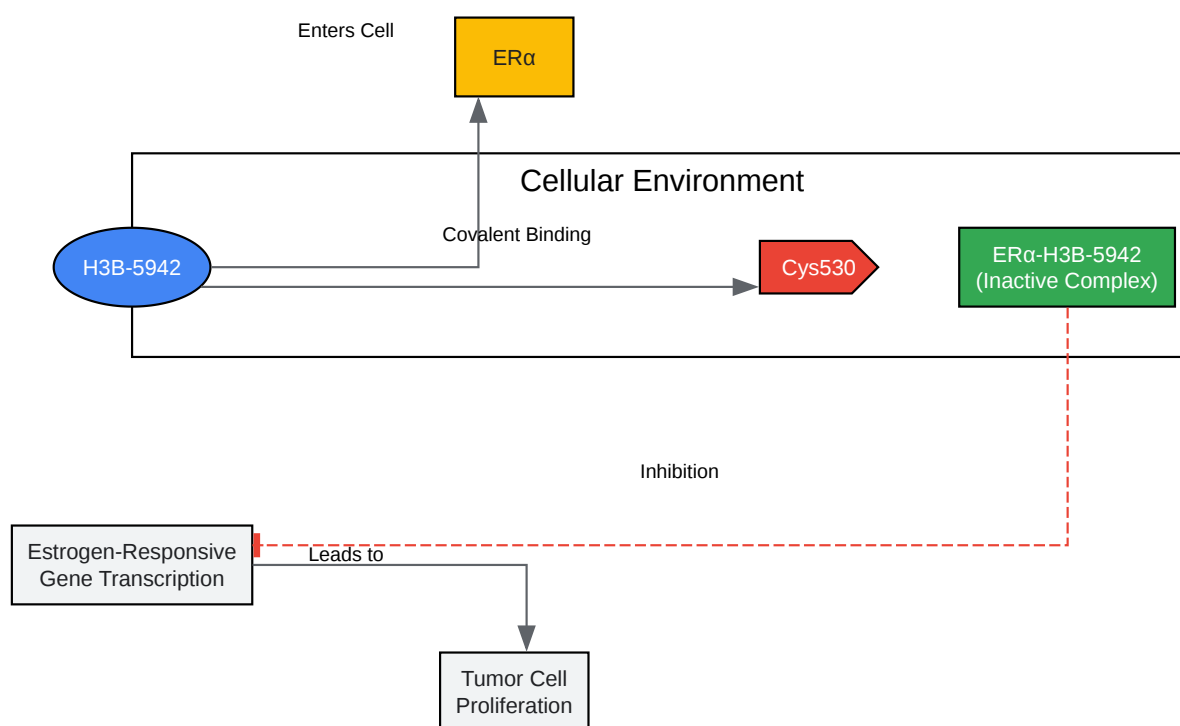 Enters Cell
ERα
Cellular Environment
Covalent Binding
H3B-5942
Cys530
ERα-H3B-5942
(Inactive Complex)
Inhibition
Estrogen-Responsive
Gene Transcription
Leads to
Tumor Cell
Proliferation